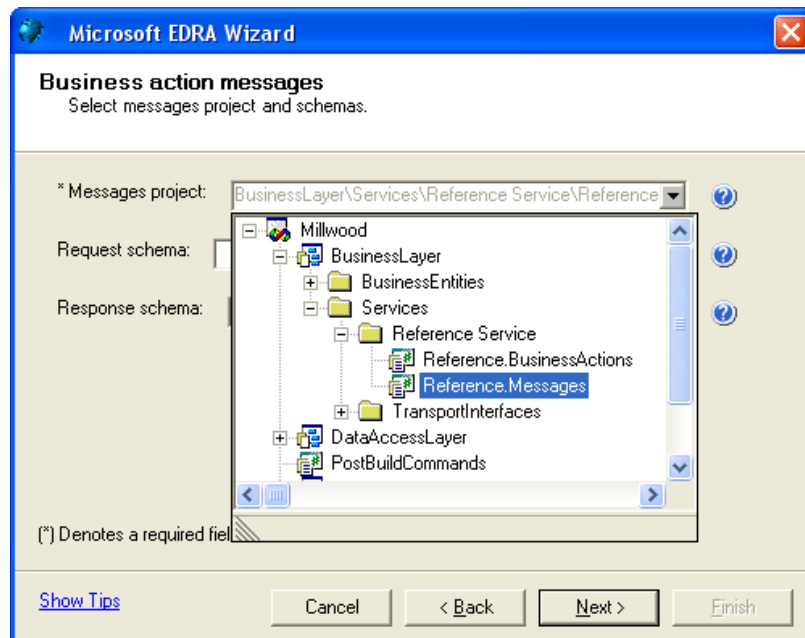 Microsoft EDRA Wizard
Business action messages
Select messages project and schemas.
* Messages project:
BusinessLayer\Services\Reference Service\Reference
Request schema:
Response schema:
Millwood
BusinessLayer
BusinessEntities
Services
Reference Service
Reference.BusinessActions
Reference.Messages
TransportInterfaces
DataAccessLayer
PostBuildCommands
(*) Denotes a required fiel
Show Tips
Cancel
< Back
Next >
Finish